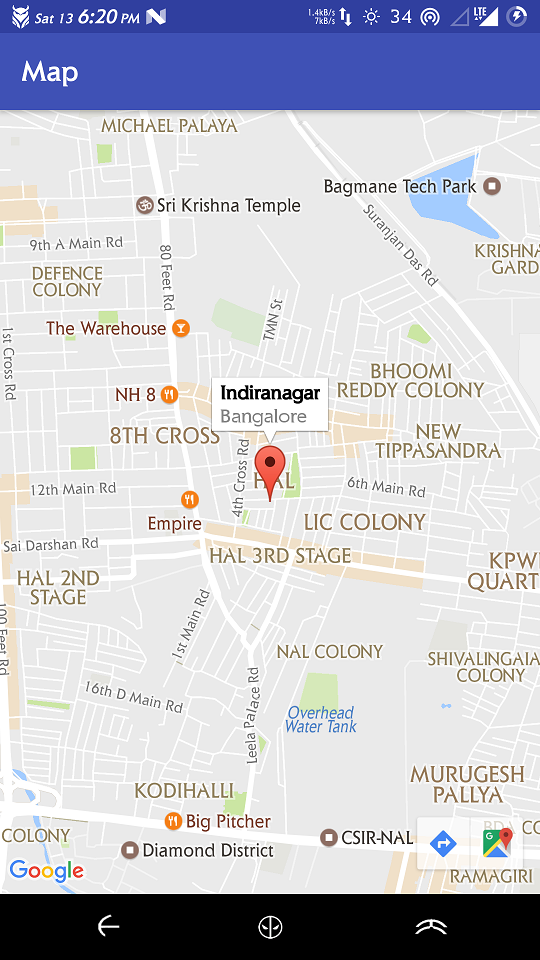 Sat 13 6:20 PM
1.4kB/s
7kB/s
34
LTE
Map
MICHAEL PALAYA
Bagmane Tech Park
Sri Krishna Temple
Suranjan Das Rd
9th A Main Rd
80 Feet Rd
KRISHNA
GARD
DEFENCE
COLONY
TMN St
The Warehouse
1st Cross Rd
BHOOMI
REDDY COLONY
Indiranagar
Bangalore
NH 8
8TH CROSS
NEW
TIPPASANDRA
4th Cross Rd
HAL
12th Main Rd
6th Main Rd
Empire
LIC COLONY
Sai Darshan Rd
HAL 3RD STAGE
KPW
QUART
HAL 2ND
STAGE
100 Feet Rd
1st Main Rd
NAL COLONY
SHIVALINGAIA
COLONY
16th D Main Rd
Leela Palace Rd
Overhead
Water Tank
MURUGESH
PALLYA
KODIHALLI
Big Pitcher
COLONY
CSIR-NAL
BDA CO
Diamond District
G
Google
RAMAGIRI